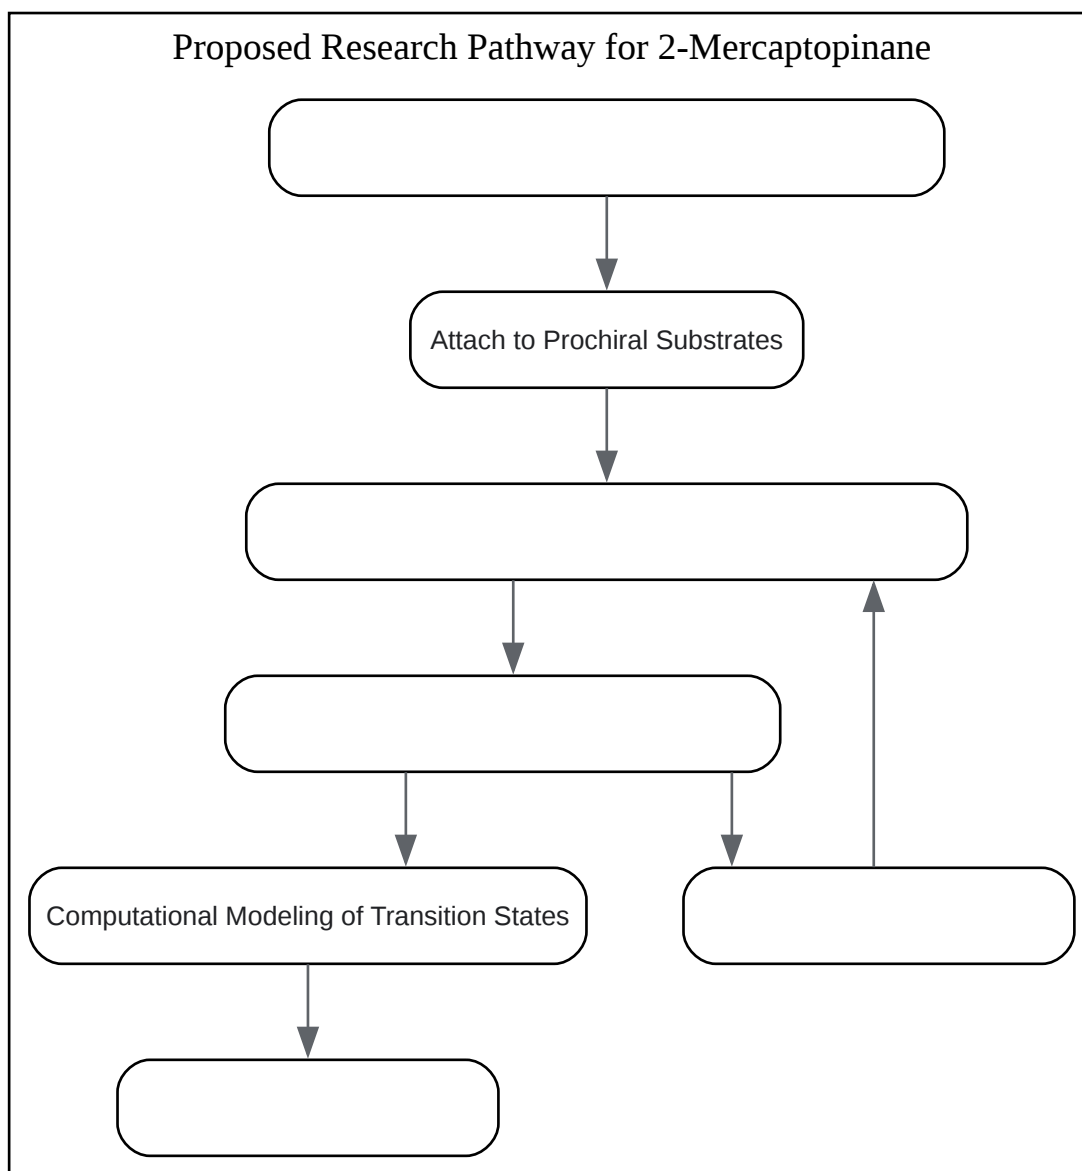 Proposed Research Pathway for 2-Mercaptopinane
Attach to Prochiral Substrates
Computational Modeling of Transition States